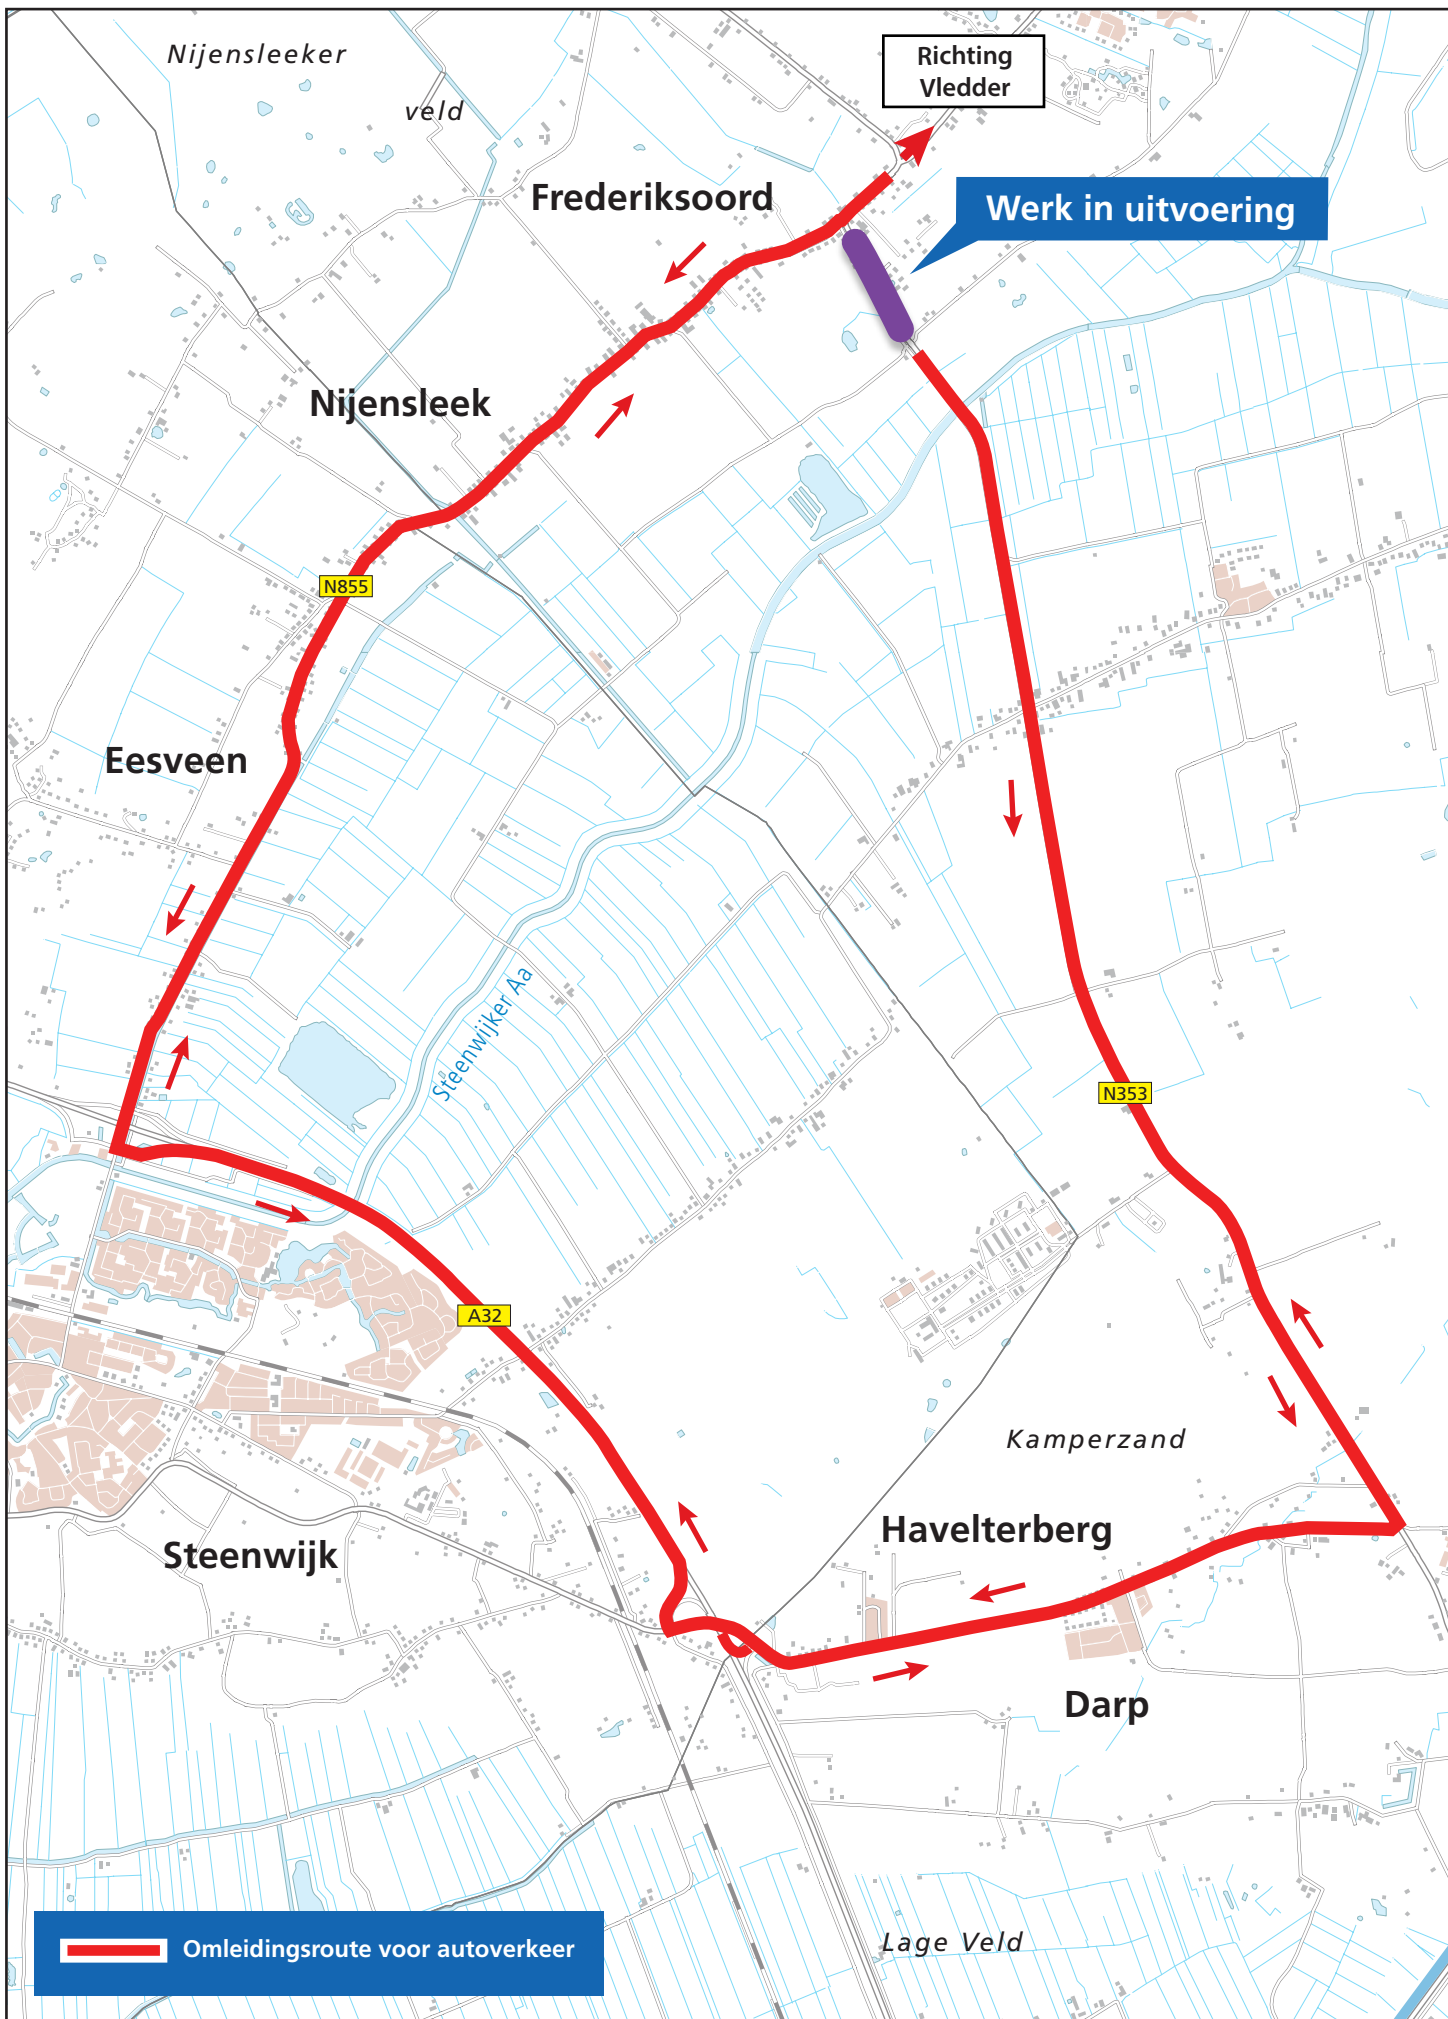 Nijensleeker
veld
Richting
Vledder
Frederiksoord
Werk in uitvoering
Nijensleek
N855
Eesveen
Steenwijker Aa
N353
A32
Kamperzand
Havelterberg
Steenwijk
Darp
Lage Veld
Omleidingsroute voor autoverkeer